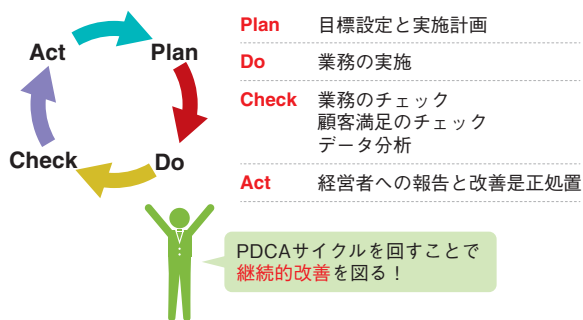 Act
Plan
Check
Do
Plan 目標設定と実施計画
Do 業務の実施
Check 業務のチェック
顧客満足のチェック
データ分析
Act 経営者への報告と改善是正処置
PDCAサイクルを回すことで
継続的改善を図る！